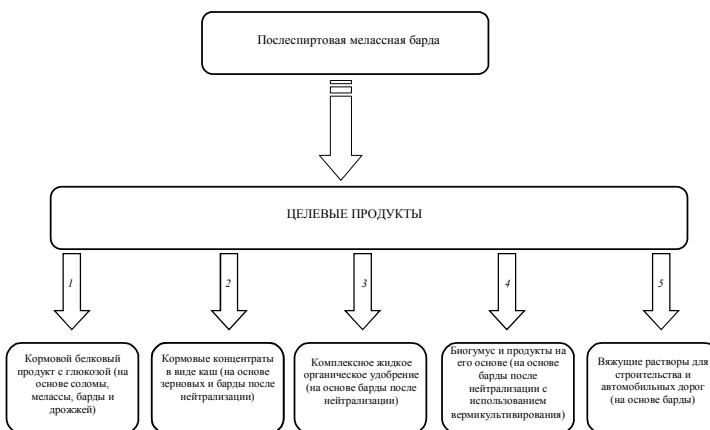 Послеспиртовая мелассная барда
ЦЕЛЕВЫЕ ПРОДУКТЫ
1
2
3
4
5
Кормовой белковый
продукт с глюкозой (на
основе соломы,
мелассы, барды и
дрожжей)
Кормовые концентраты
в виде каш (на основе
зерновых и барды после
нейтрализации)
Комплексное жидкое
органическое удобрение
(на основе барды после
нейтрализации)
Биогумус и продукты на
его основе (на основе
барды после
нейтрализации с
использованием
вермикультивирования)
Вяжущие растворы для
строительства и
автомобильных дорог
(на основе барды)